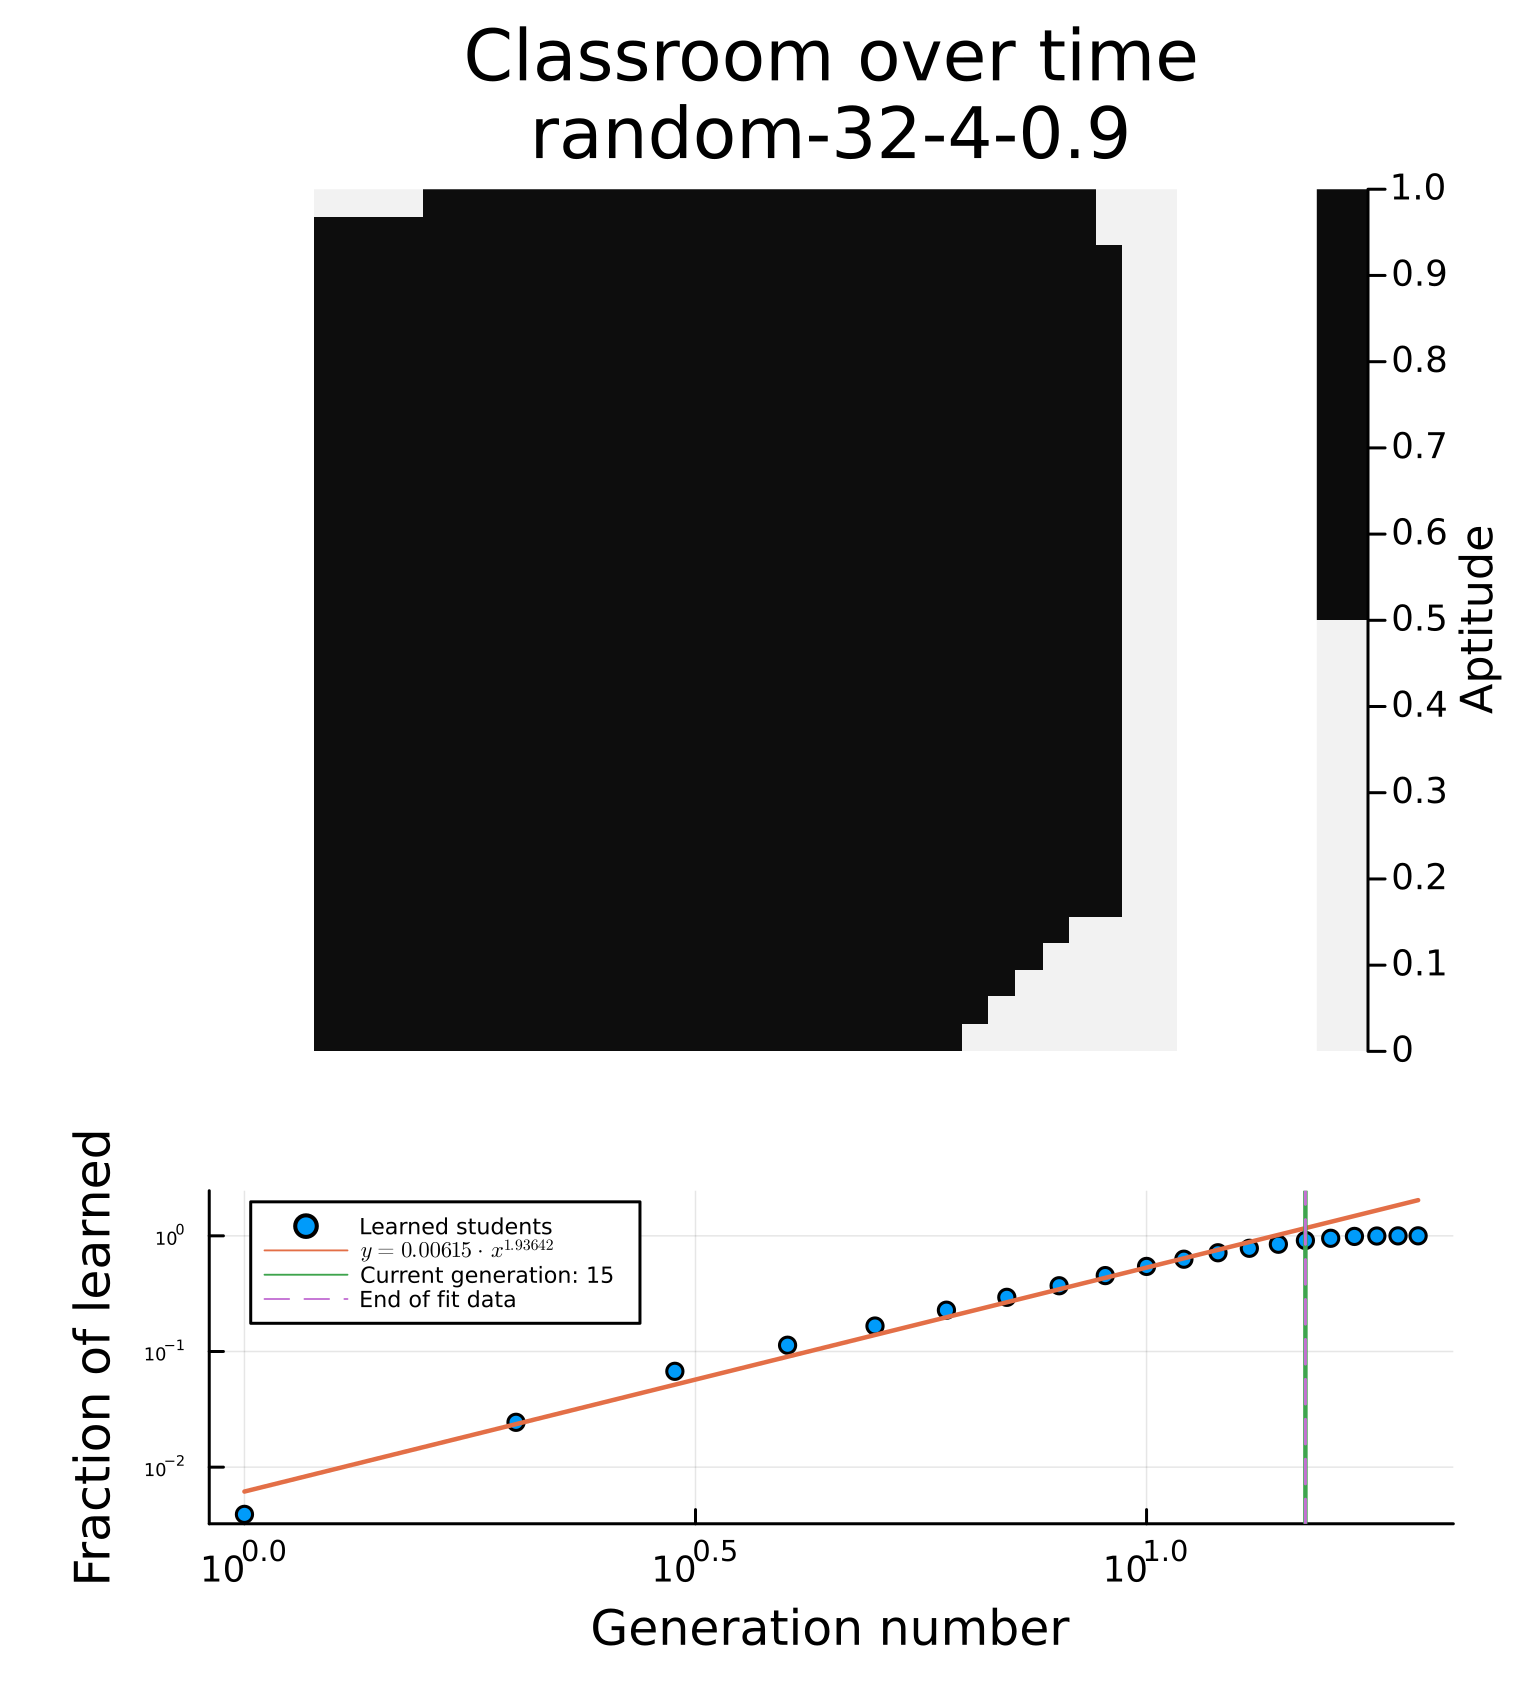 Classroom over time
random-32-4-0.9
1.0
0.9
0.8
0.7
0.6
0.5
0.4
0.3
0.2
0.1
0
Aptitude
Fraction of learned
10⁰
10⁻¹
10⁻²
Learned students
y = 0.00615 · x^1.93642
Current generation: 15
End of fit data
10^0.0
10^0.5
10^1.0
Generation number